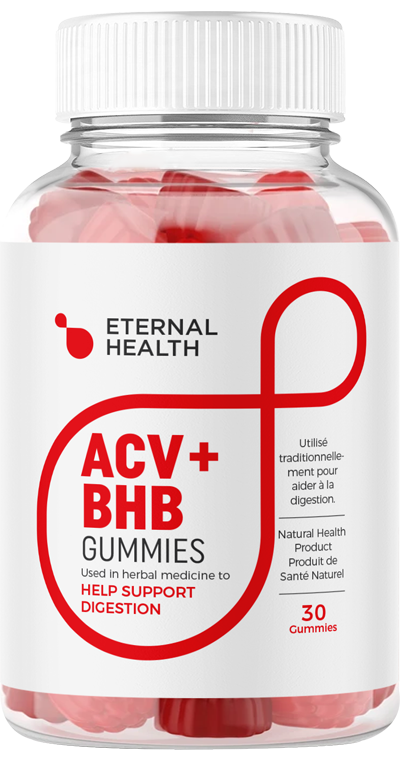 ETERNAL
HEALTH
ACV+
BHB
GUMMIES
Used in herbal medicine to
HELP SUPPORT
DIGESTION
Utilisé
traditionnelle-
ment pour
aider à la
digestion.
Natural Health
Product
Produit de
Santé Naturel
30
Gummies